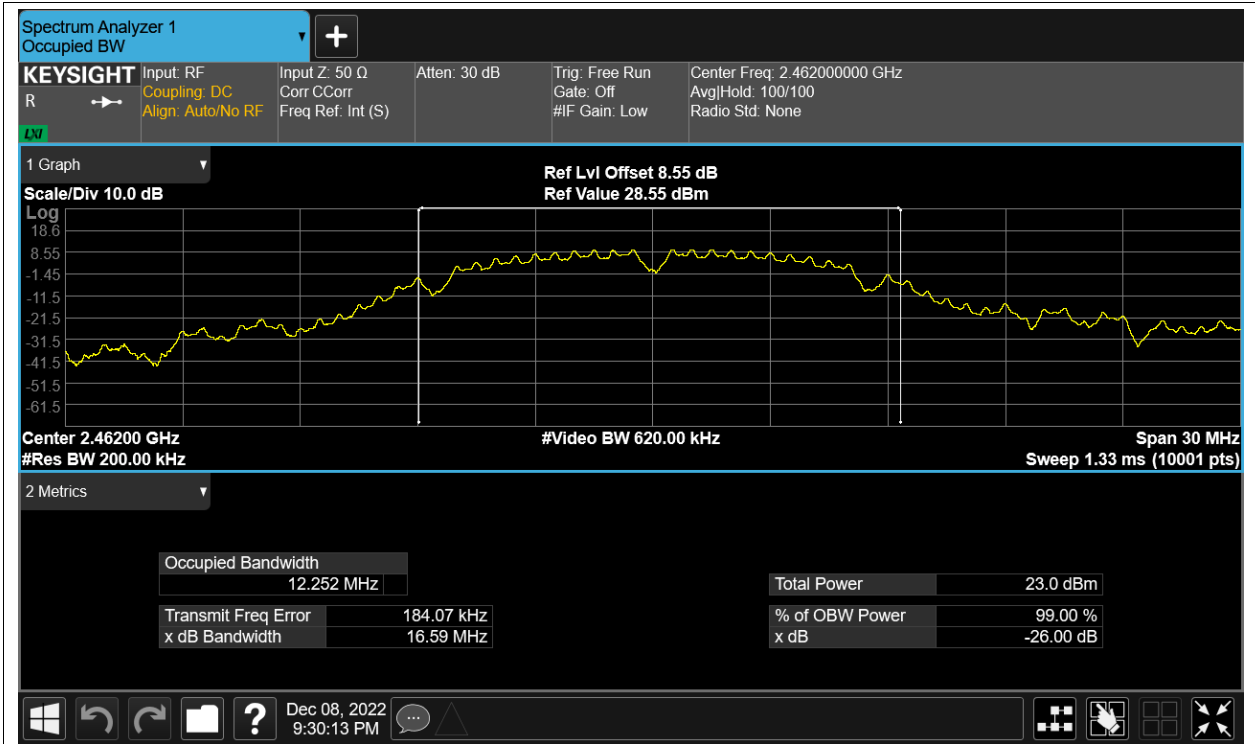 Spectrum Analyzer 1
Occupied BW
KEYSIGHT
R
LXI
Input: RF
Coupling: DC
Align: Auto/No RF
Input Z: 50 Ω
Corr CCorr
Freq Ref: Int (S)
Atten: 30 dB
Trig: Free Run
Gate: Off
#IF Gain: Low
Center Freq: 2.462000000 GHz
Avg|Hold: 100/100
Radio Std: None
1 Graph
Scale/Div 10.0 dB
Ref Lvl Offset 8.55 dB
Ref Value 28.55 dBm
Log
18.6
8.55
-1.45
-11.5
-21.5
-31.5
-41.5
-51.5
-61.5
Center 2.46200 GHz
#Video BW 620.00 kHz
Span 30 MHz
#Res BW 200.00 kHz
Sweep 1.33 ms (10001 pts)
2 Metrics
Occupied Bandwidth
12.252 MHz
Transmit Freq Error 184.07 kHz
x dB Bandwidth 16.59 MHz
Total Power 23.0 dBm
% of OBW Power 99.00 %
x dB -26.00 dB
?
Dec 08, 2022
9:30:13 PM